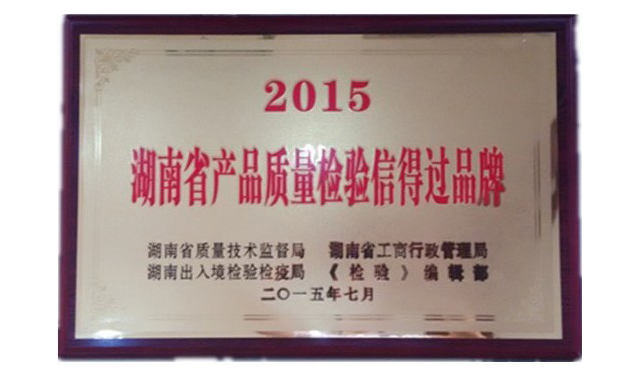 2015
湖南省产品质量检验信得过品牌
湖南省质量技术监督局 湖南省工商行政管理局
湖南出入境检验检疫局 《检验》编辑部
二〇一五年七月